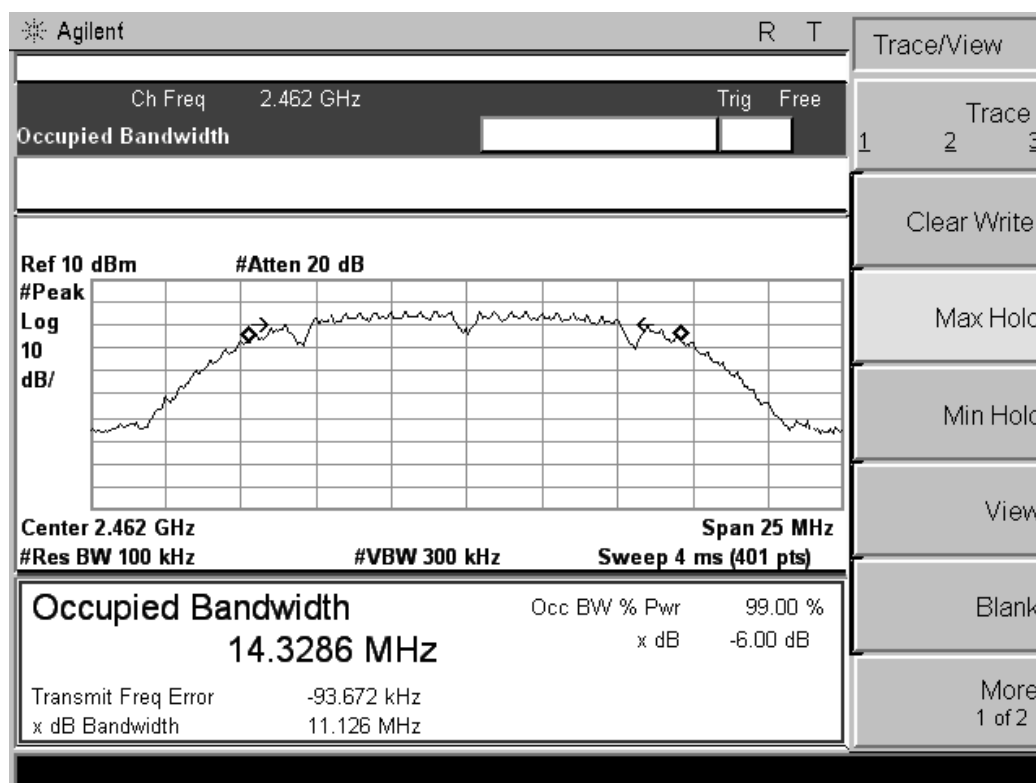 Agilent R T
Trace/View
Ch Freq 2.462 GHz Trig Free
Occupied Bandwidth
Trace
1 2 3
Clear Write
Max Hold
Min Hold
View
Blank
More
1 of 2
Ref 10 dBm #Atten 20 dB
#Peak
Log
10
dB/
Center 2.462 GHz Span 25 MHz
#Res BW 100 kHz #VBW 300 kHz Sweep 4 ms (401 pts)
Occupied Bandwidth
14.3286 MHz
Occ BW % Pwr 99.00 %
x dB -6.00 dB
Transmit Freq Error -93.672 kHz
x dB Bandwidth 11.126 MHz